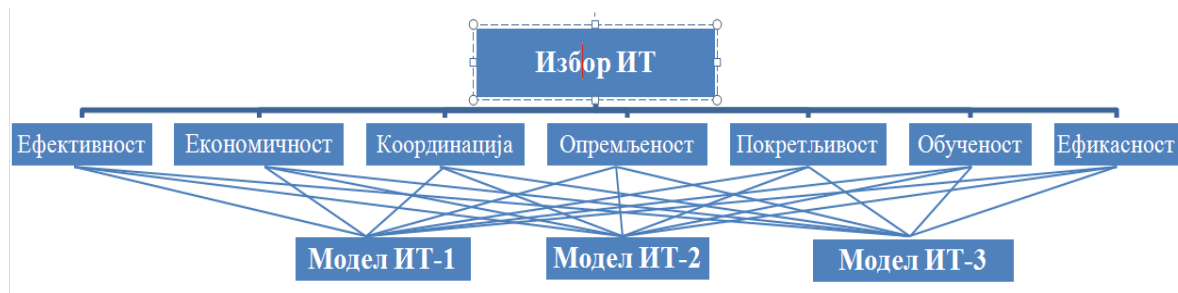 Избор ИТ
Ефективност
Економичност
Координација
Опремљеност
Покретљивост
Обученост
Ефикасност
Модел ИТ-1
Модел ИТ-2
Модел ИТ-3